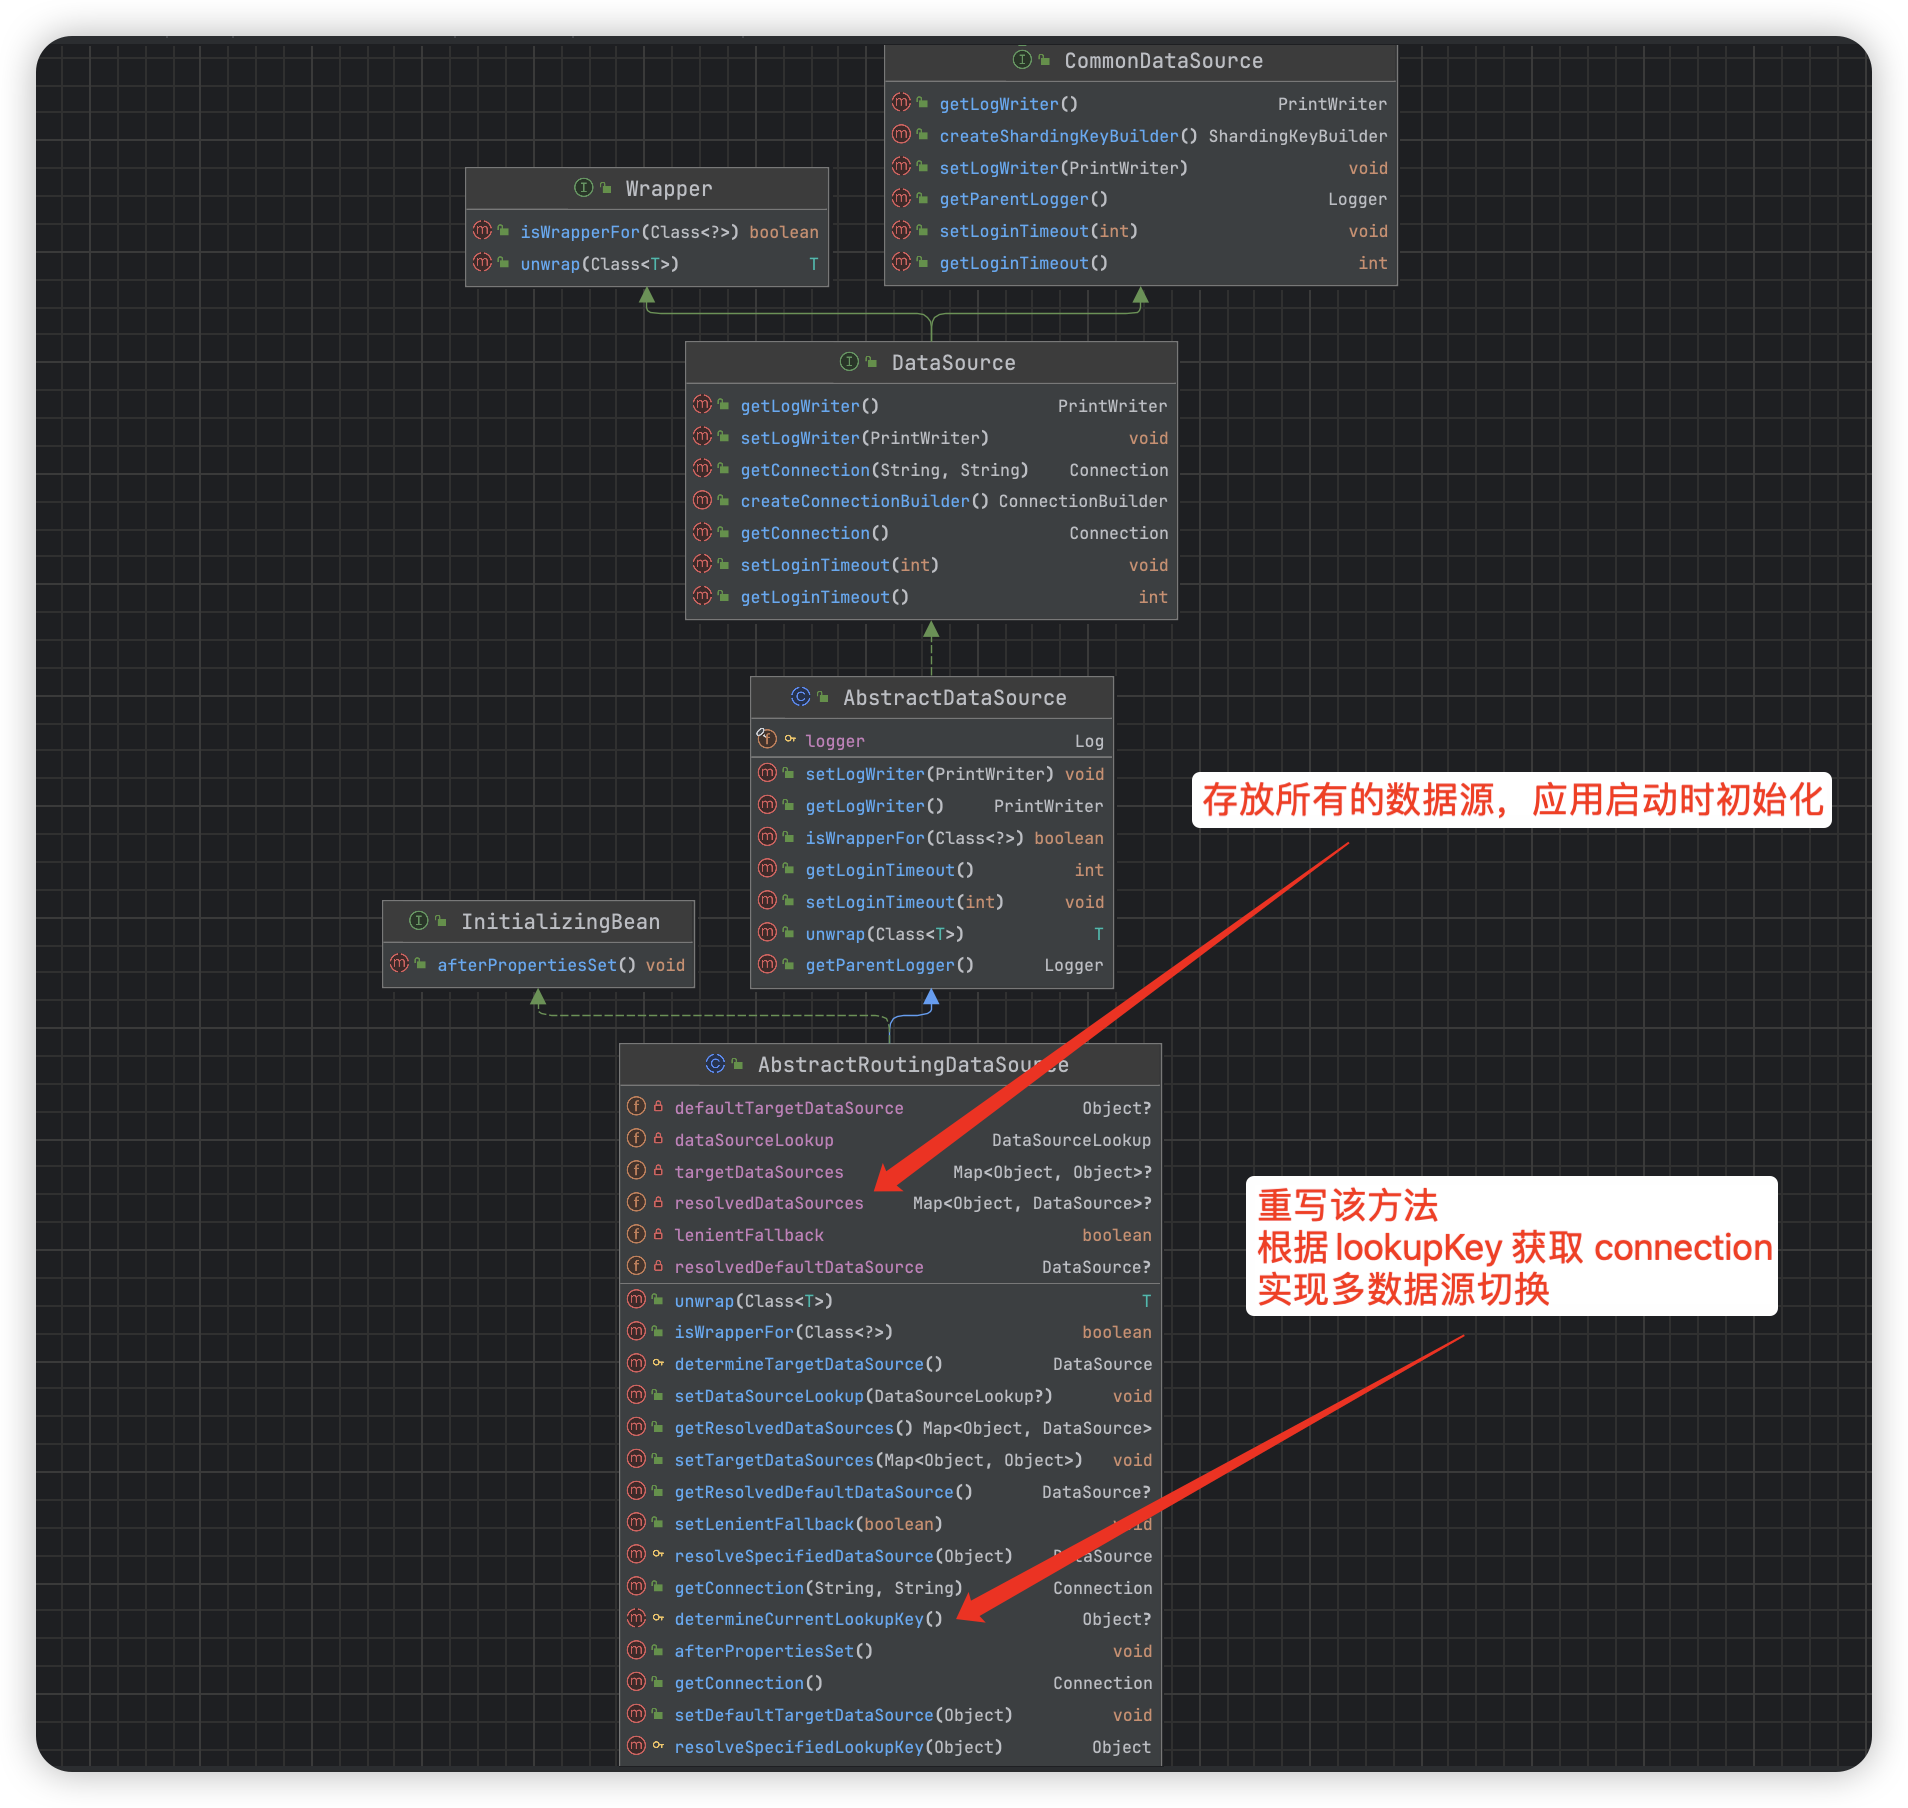 CommonDataSource
getLogWriter() PrintWriter
createShardingKeyBuilder() ShardingKeyBuilder
setLogWriter(PrintWriter) void
getParentLogger() Logger
setLoginTimeout(int) void
getLoginTimeout() int
Wrapper
isWrapperFor(Class<?>) boolean
unwrap(Class<T>) T
DataSource
getLogWriter() PrintWriter
setLogWriter(PrintWriter) void
getConnection(String, String) Connection
createConnectionBuilder() ConnectionBuilder
getConnection() Connection
setLoginTimeout(int) void
getLoginTimeout() int
AbstractDataSource
logger Log
setLogWriter(PrintWriter) void
getLogWriter() PrintWriter
isWrapperFor(Class<?>) boolean
getLoginTimeout() int
setLoginTimeout(int) void
unwrap(Class<T>) T
getParentLogger() Logger
存放所有的数据源，应用启动时初始化
InitializingBean
afterPropertiesSet() void
AbstractRoutingDataSource
defaultTargetDataSource Object?
dataSourceLookup DataSourceLookup
targetDataSources Map<Object, Object>?
resolvedDataSources Map<Object, DataSource>?
lenientFallback boolean
resolvedDefaultDataSource DataSource?
unwrap(Class<T>) T
isWrapperFor(Class<?>) boolean
determineTargetDataSource() DataSource
setDataSourceLookup(DataSourceLookup?) void
getResolvedDataSources() Map<Object, DataSource>
setTargetDataSources(Map<Object, Object>) void
getResolvedDefaultDataSource() DataSource?
setLenientFallback(boolean) void
resolveSpecifiedDataSource(Object) DataSource
getConnection(String, String) Connection
determineCurrentLookupKey() Object?
afterPropertiesSet() void
getConnection() Connection
setDefaultTargetDataSource(Object) void
resolveSpecifiedLookupKey(Object) Object
重写该方法
根据 lookupKey 获取 connection
实现多数据源切换